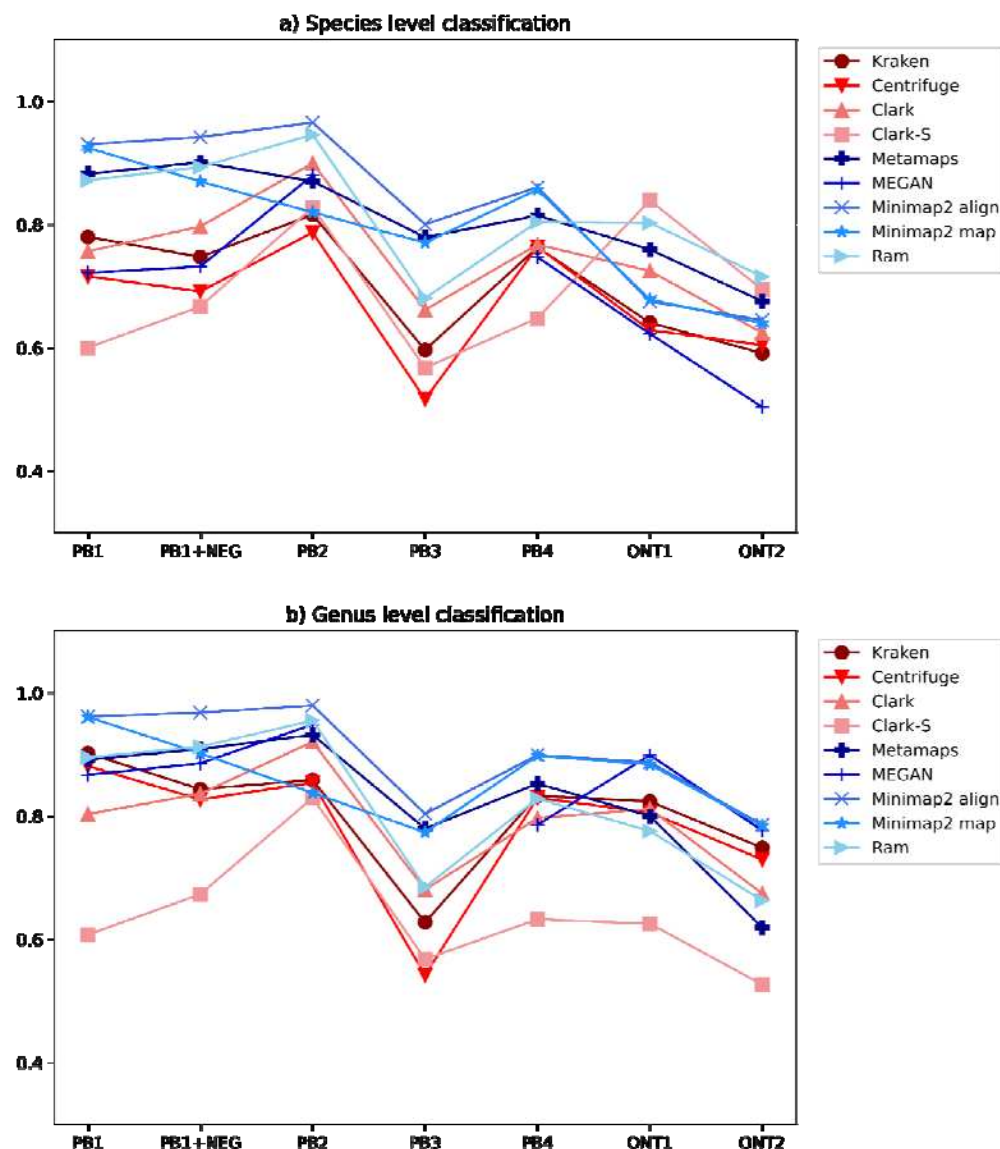 a) Species level classification
1.0
0.8
0.6
0.4
PB1 PB1+NEG PB2 PB3 PB4 ONT1 ONT2
Kraken
Centrifuge
Clark
Clark-S
Metamaps
MEGAN
Minimap2 align
Minimap2 map
Ram
b) Genus level classification
1.0
0.8
0.6
0.4
PB1 PB1+NEG PB2 PB3 PB4 ONT1 ONT2
Kraken
Centrifuge
Clark
Clark-S
Metamaps
MEGAN
Minimap2 align
Minimap2 map
Ram